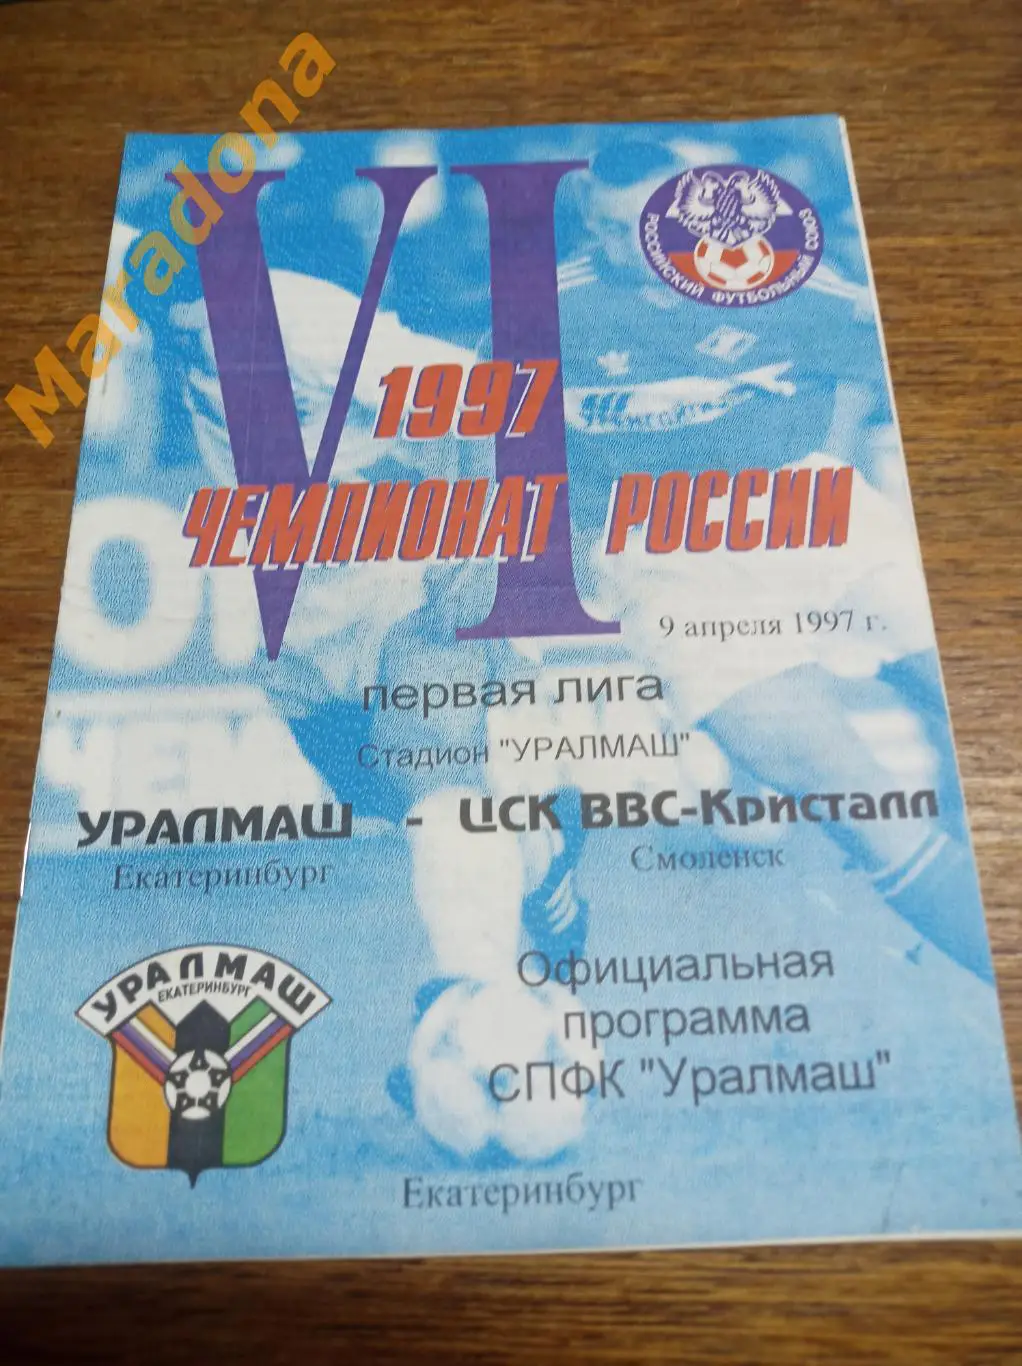 Maradona
VI
РОССИЙСКИЙ ФУТБОЛЬНЫЙ СОЮЗ
1997
ЧЕМПИОНАТ РОССИИ
9 апреля 1997 г.
первая лига
Стадион "УРАЛМАШ"
УРАЛМАШ - ЦСК ВВС-Кристалл
Екатеринбург Смоленск
УРАЛМАШ
ЕКАТЕРИНБУРГ
Официальная
программа
СПФК "Уралмаш"
Екатеринбург